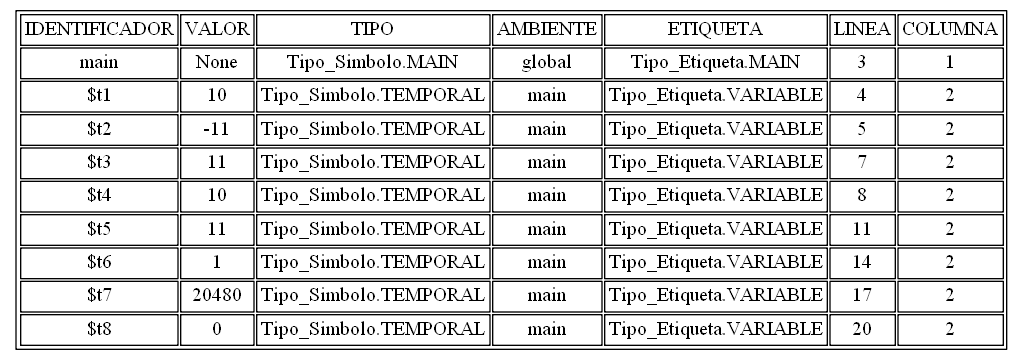 IDENTIFICADOR VALOR TIPO AMBIENTE ETIQUETA LINEA COLUMNA
main None Tipo_Simbolo.MAIN global Tipo_Etiqueta.MAIN 3 1
$t1 10 Tipo_Simbolo.TEMPORAL main Tipo_Etiqueta.VARIABLE 4 2
$t2 -11 Tipo_Simbolo.TEMPORAL main Tipo_Etiqueta.VARIABLE 5 2
$t3 11 Tipo_Simbolo.TEMPORAL main Tipo_Etiqueta.VARIABLE 7 2
$t4 10 Tipo_Simbolo.TEMPORAL main Tipo_Etiqueta.VARIABLE 8 2
$t5 11 Tipo_Simbolo.TEMPORAL main Tipo_Etiqueta.VARIABLE 11 2
$t6 1 Tipo_Simbolo.TEMPORAL main Tipo_Etiqueta.VARIABLE 14 2
$t7 20480 Tipo_Simbolo.TEMPORAL main Tipo_Etiqueta.VARIABLE 17 2
$t8 0 Tipo_Simbolo.TEMPORAL main Tipo_Etiqueta.VARIABLE 20 2